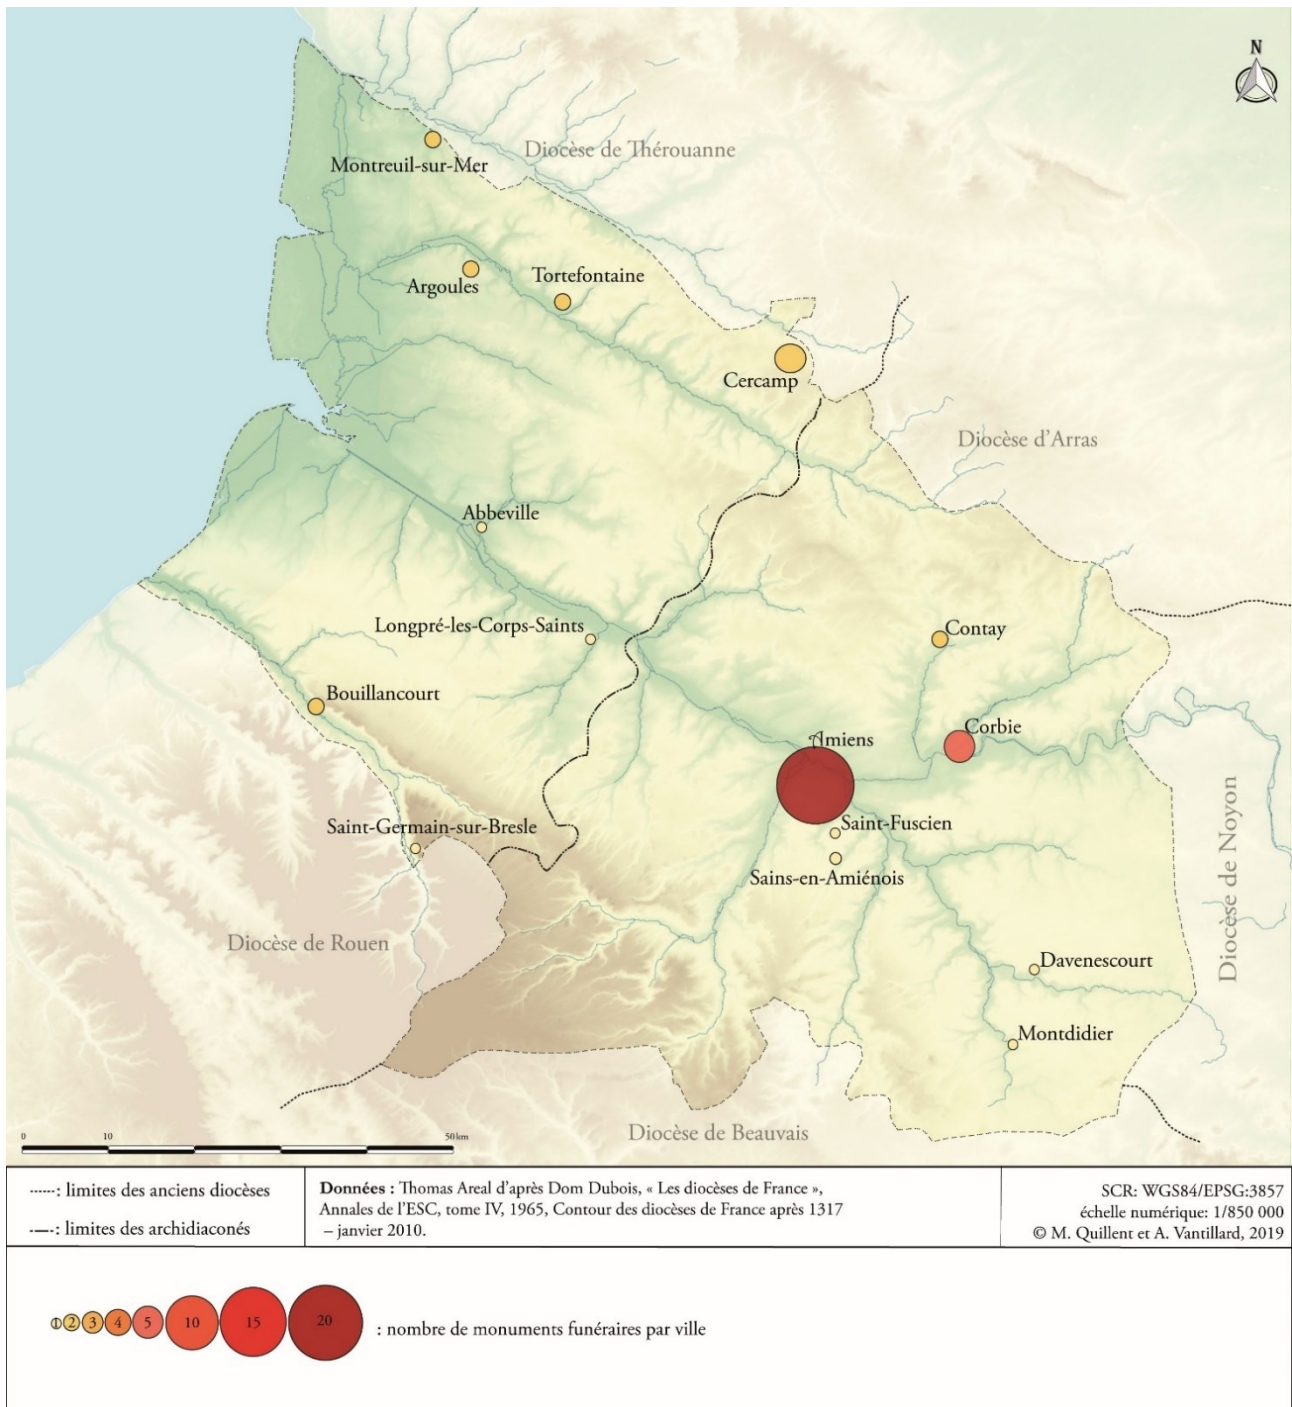 N
Diocèse de Thérouanne
Montreuil-sur-Mer
Argoules
Tortefontaine
Cercamp
Diocèse d'Arras
Abbeville
Longpré-les-Corps-Saints
Contay
Bouillancourt
Corbie
Amiens
Saint-Germain-sur-Bresle
Saint-Fuscien
Sains-en-Amiénois
Diocèse de Noyon
Diocèse de Rouen
Davenescourt
Montdidier
Diocèse de Beauvais
0 10 50 km
: limites des anciens diocèses
: limites des archidiaconés
Données : Thomas Areal d'après Dom Dubois, « Les diocèses de France »,
Annales de l'ESC, tome IV, 1965, Contour des diocèses de France après 1317
– janvier 2010.
SCR: WGS84/EPSG:3857
échelle numérique: 1/850 000
© M. Quillent et A. Vantillard, 2019
1 2 3 4 5 10 15 20
: nombre de monuments funéraires par ville